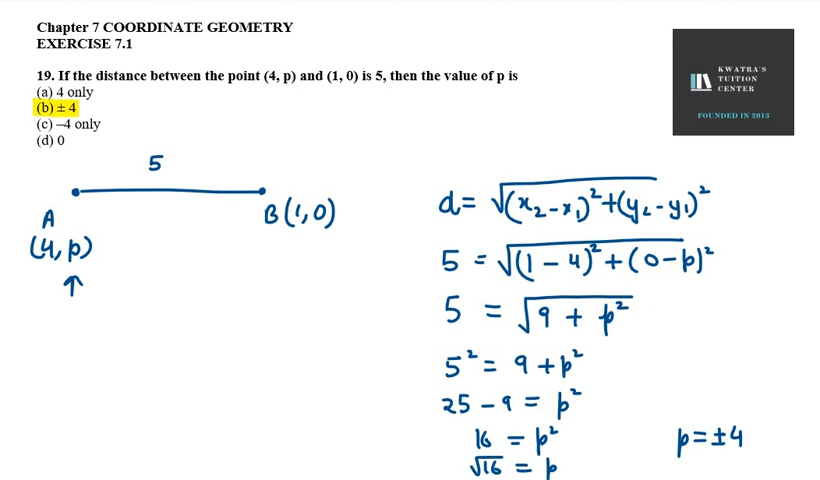 Chapter 7 COORDINATE GEOMETRY
EXERCISE 7.1
19. If the distance between the point (4, p) and (1, 0) is 5, then the value of p is
(a) 4 only
(b) ± 4
(c) –4 only
(d) 0
KWATRA'S
TUITION
CENTER
FOUNDED IN 2013
5
A
(4, p)
↑
B(1, 0)
d = √(x₂ – x₁)² + (y₂ – y₁)²
5 = √(1 – 4)² + (0 – p)²
5 = √9 + p²
5² = 9 + p²
25 – 9 = p²
16 = p²
√16 = p
p = ±4